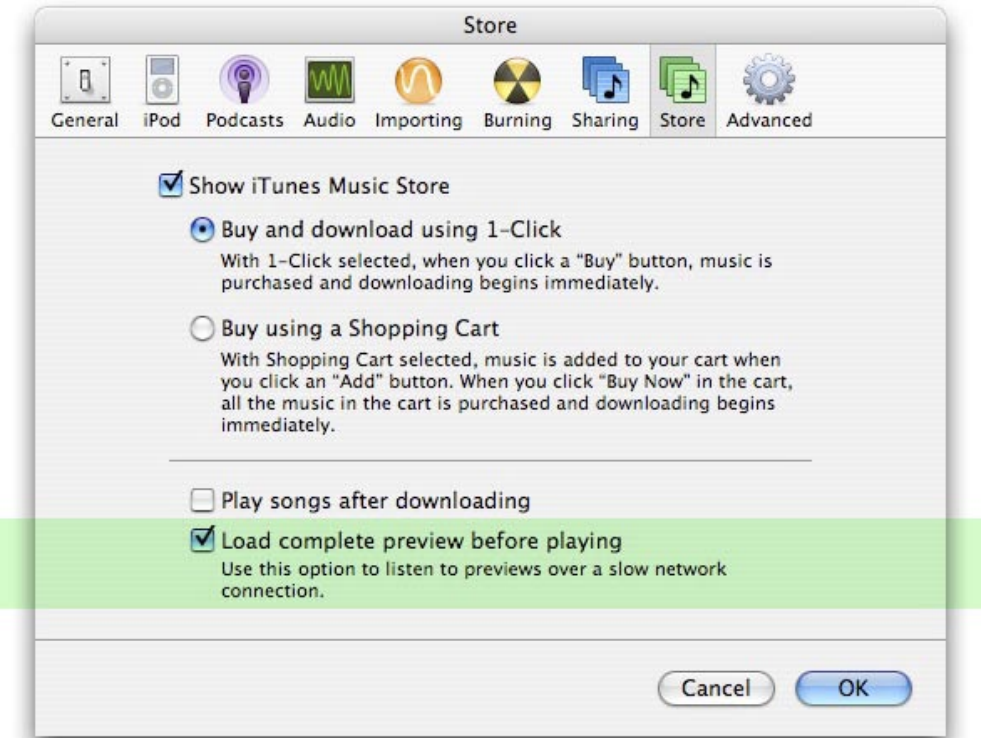 Store
General iPod Podcasts Audio Importing Burning Sharing Store Advanced
Show iTunes Music Store
Buy and download using 1-Click
With 1-Click selected, when you click a “Buy” button, music is
purchased and downloading begins immediately.
Buy using a Shopping Cart
With Shopping Cart selected, music is added to your cart when
you click an “Add” button. When you click “Buy Now” in the cart,
all the music in the cart is purchased and downloading begins
immediately.
Play songs after downloading
Load complete preview before playing
Use this option to listen to previews over a slow network
connection.
Cancel OK